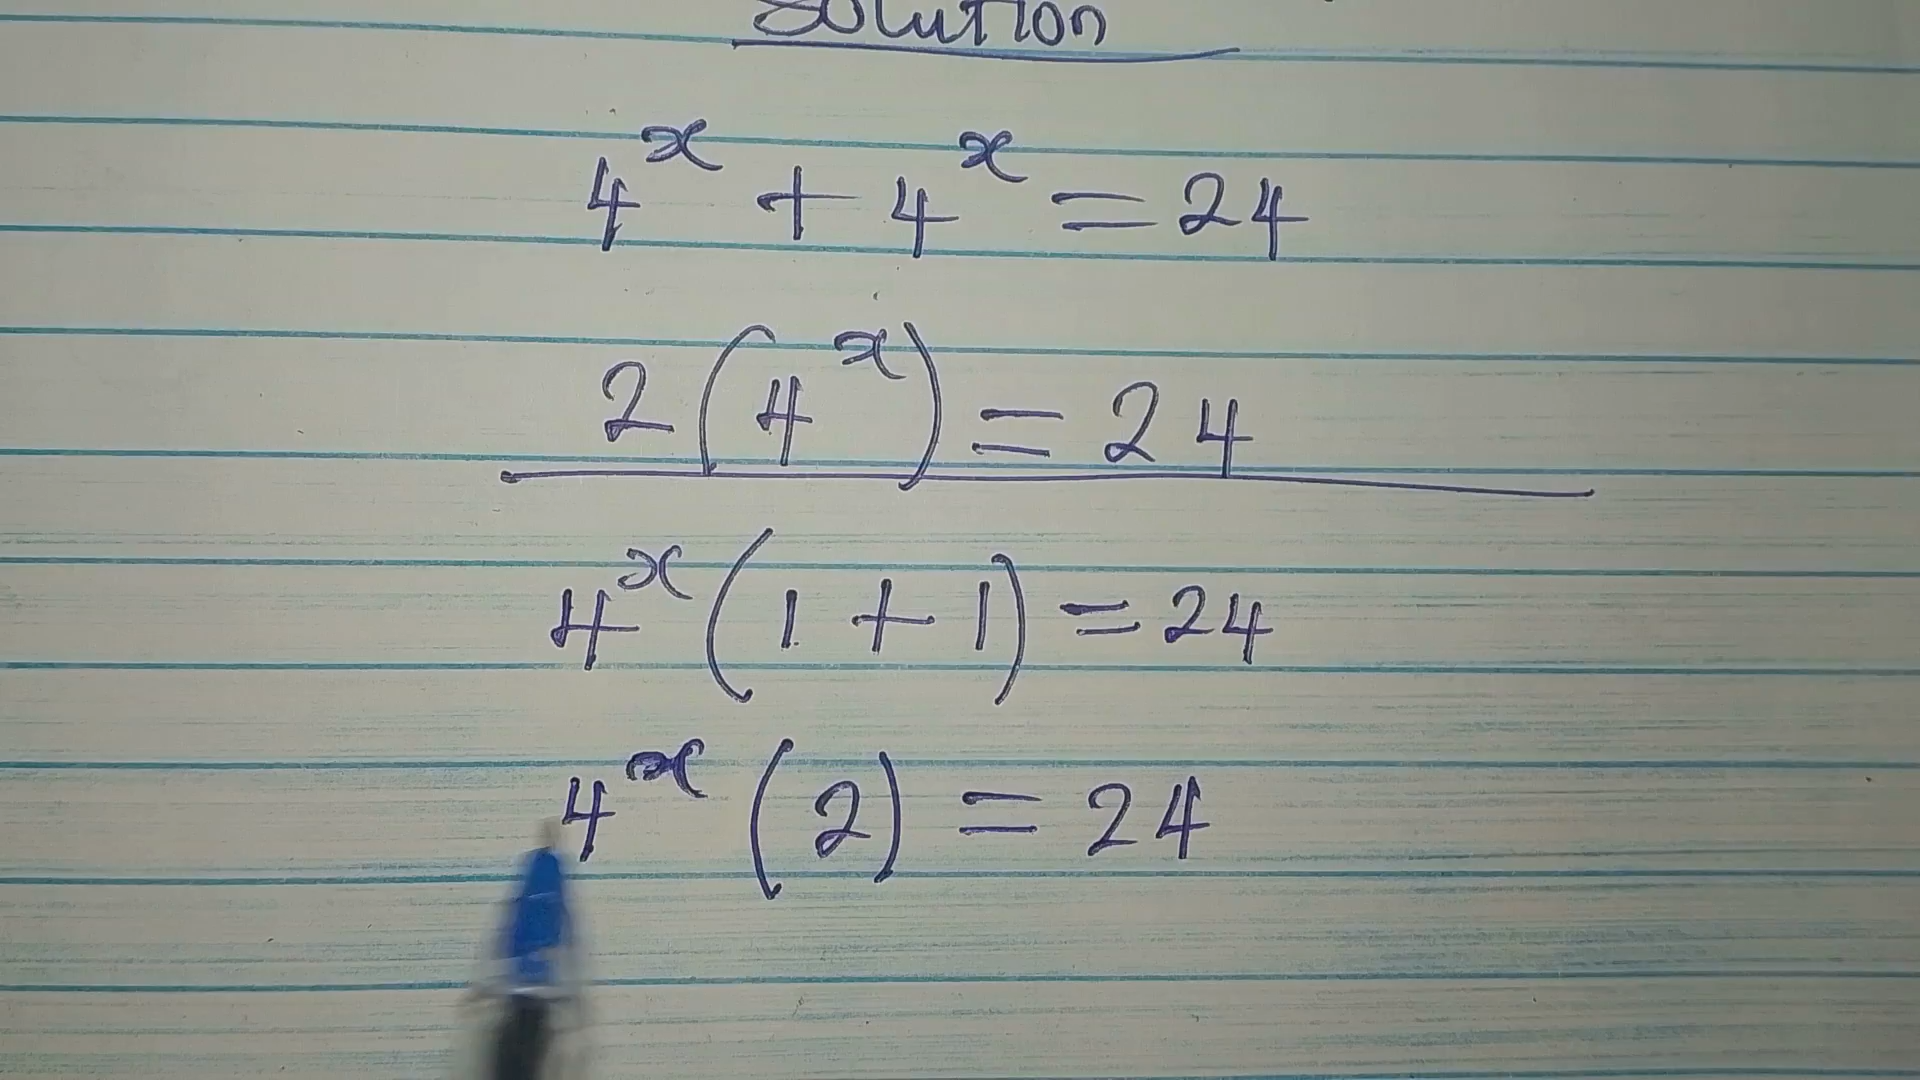 Solution
4^x + 4^x = 24
2(4^x) = 24
4^x (1 + 1) = 24
4^x (2) = 24